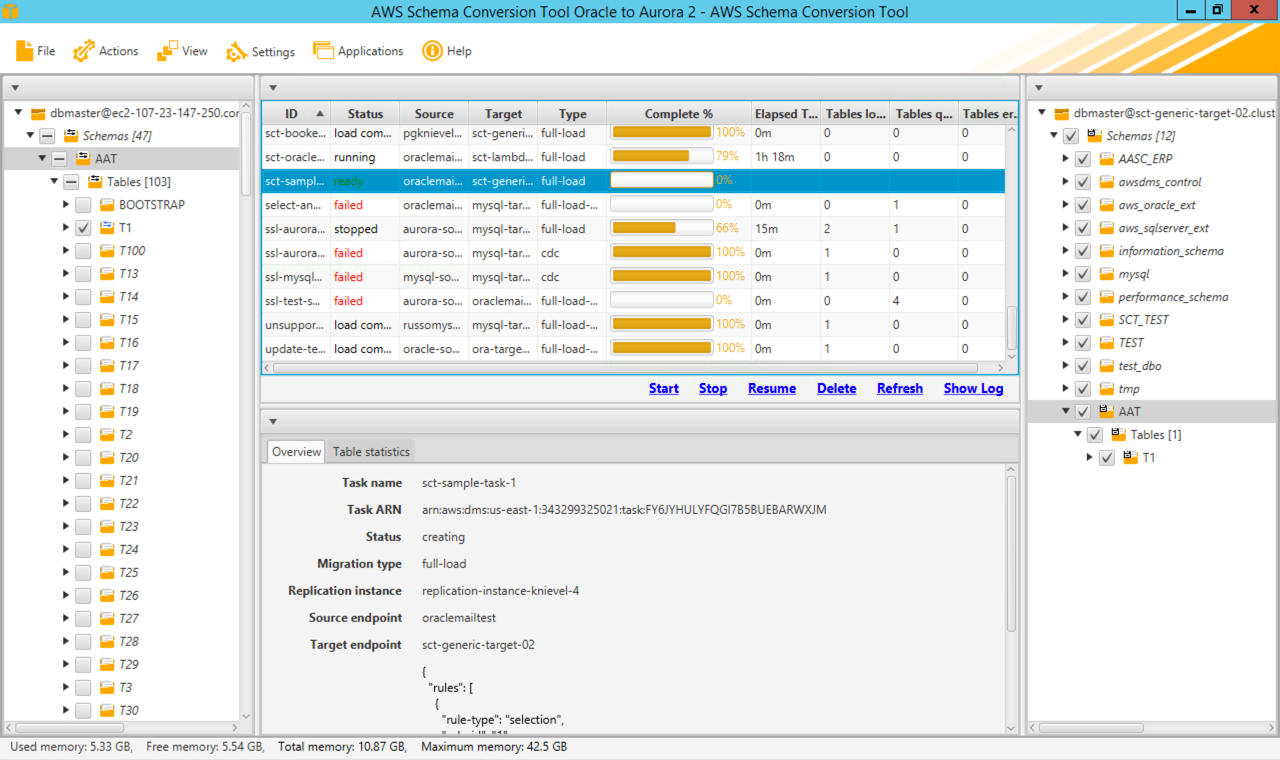 AWS Schema Conversion Tool Oracle to Aurora 2 - AWS Schema Conversion Tool
File Actions View Settings Applications Help
dbmaster@ec2-107-23-147-250.cor
Schemas [47]
AAT
Tables [103]
BOOTSTRAP
T1
T100
T13
T14
T15
T16
T17
T18
T19
T2
T20
T21
T22
T23
T24
T25
T26
T27
T28
T29
T3
T30
ID Status Source Target Type Complete % Elapsed T... Tables lo... Tables q... Tables er...
sct-booke... load com... pgknievel... sct-generi... full-load 100% 0m 0 0 0
sct-oracle... running oraclemai... sct-lambd... full-load 79% 1h 18m 0 0 0
sct-sampl... ready oraclemai... sct-generi... full-load 0%
select-an... failed oraclemai... mysql-tar... full-load-... 0% 0m 0 1 0
ssl-aurora... stopped aurora-so... mysql-tar... full-load-... 66% 15m 2 1 0
ssl-aurora... failed aurora-so... mysql-tar... cdc 100% 0m 1 0 0
ssl-mysql... failed mysql-so... mysql-tar... cdc 100% 0m 1 0 0
ssl-test-s... failed aurora-so... oraclemai... full-load-... 0% 0m 0 4 0
unsuppor... load com... russomys... mysql-tar... full-load-... 100% 0m 1 0 0
update-te... load com... oracle-so... ora-targe... full-load-... 100% 0m 1 0 0
Start Stop Resume Delete Refresh Show Log
Overview Table statistics
Task name sct-sample-task-1
Task ARN arn:aws:dms:us-east-1:343299325021:task:FY6JYHULYFQGI7B5BUEBARWXJM
Status creating
Migration type full-load
Replication instance replication-instance-knievel-4
Source endpoint oraclemailtest
Target endpoint sct-generic-target-02
{
"rules": [
{
"rule-type": "selection",
dbmaster@sct-generic-target-02.clust
Schemas [12]
AASC_ERP
awsdms_control
aws_oracle_ext
aws_sqlserver_ext
information_schema
mysql
performance_schema
SCT_TEST
TEST
test_dbo
tmp
AAT
Tables [1]
T1
Used memory: 5.33 GB, Free memory: 5.54 GB, Total memory: 10.87 GB, Maximum memory: 42.5 GB